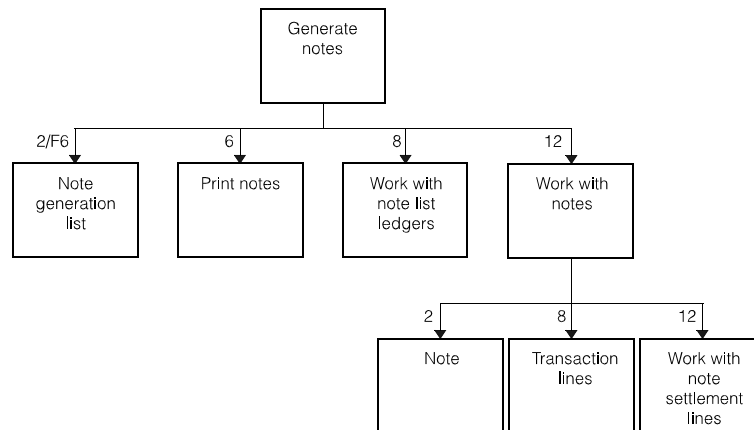 Generate
notes
2/F6
6
8
12
Note
generation
list
Print notes
Work with
note list
ledgers
Work with
notes
2
8
12
Note
Transaction
lines
Work with
note
settlement
lines